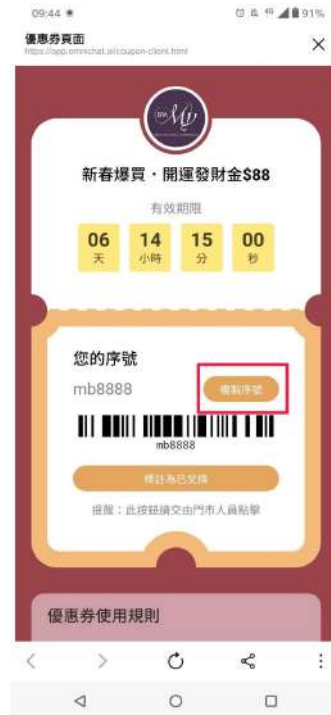 09:44
4G
91%
優惠券頁面
https://app.omnichat.ai/coupon-client.html
新春爆買・開運發財金$88
有效期限
06 14 15 00
天 小時 分 秒
您的序號
mb8888
複製序號
mb8888
標註為已兌換
提醒：此按鈕請交由門市人員點擊
優惠券使用規則